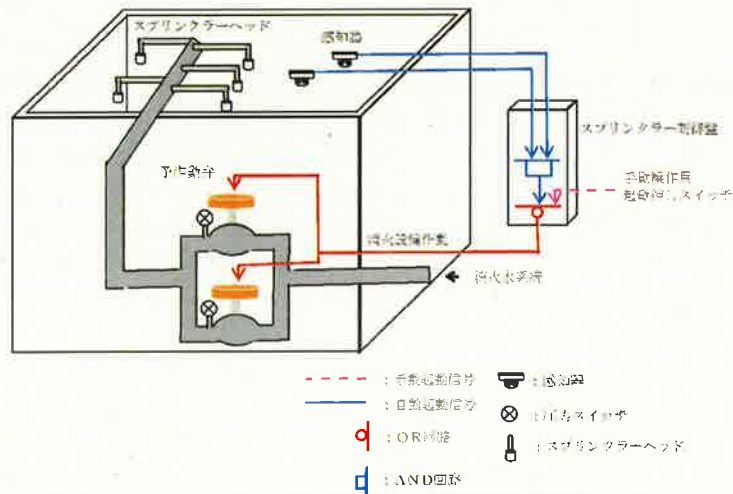 スプリンクラーヘッド
感知器
スプリンクラー制御盤
予作動弁
手動操作用
起動押しスイッチ
消火設備作動
消火水系統
: 手動起動信号
: 自動起動信号
: OR回路
: AND回路
: 感知器
: 圧力スイッチ
: スプリンクラーヘッド